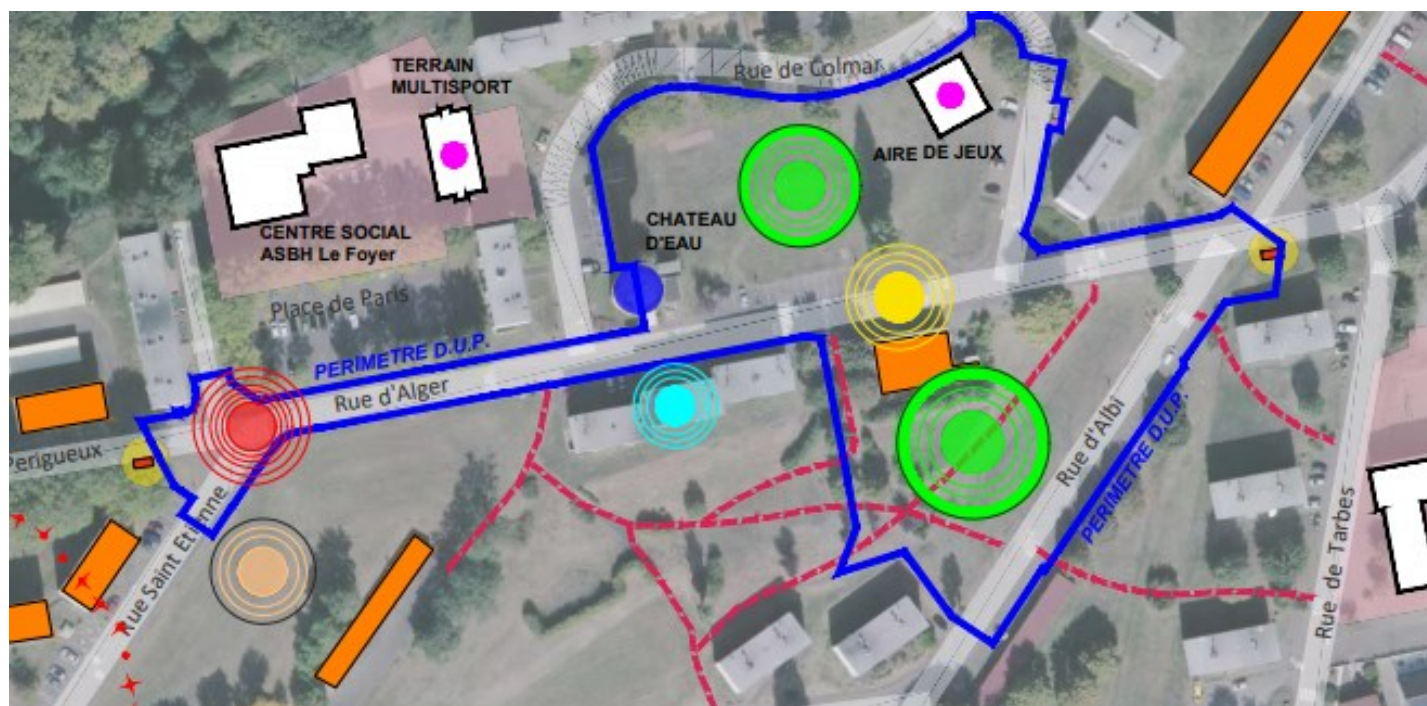 TERRAIN
MULTISPORT
Rue de Colmar
AIRE DE JEUX
CHATEAU
D'EAU
CENTRE SOCIAL
ASBH Le Foyer
Place de Paris
PERIMETRE D.U.P.
Rue d'Alger
Perigueux
Rue Saint Etienne
Rue d'Albi
PERIMETRE D.U.P.
Rue de Tarbes